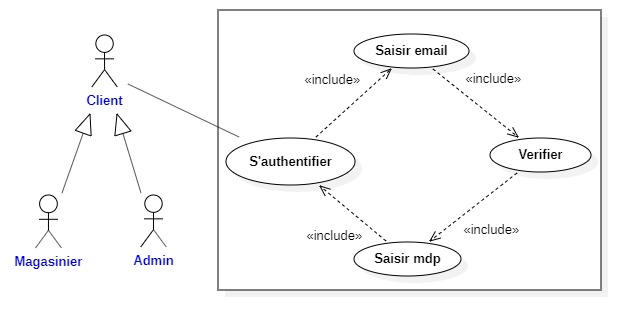 Saisir email
«include»
«include»
Client
S'authentifier
Verifier
«include»
«include»
Magasinier
Admin
Saisir mdp